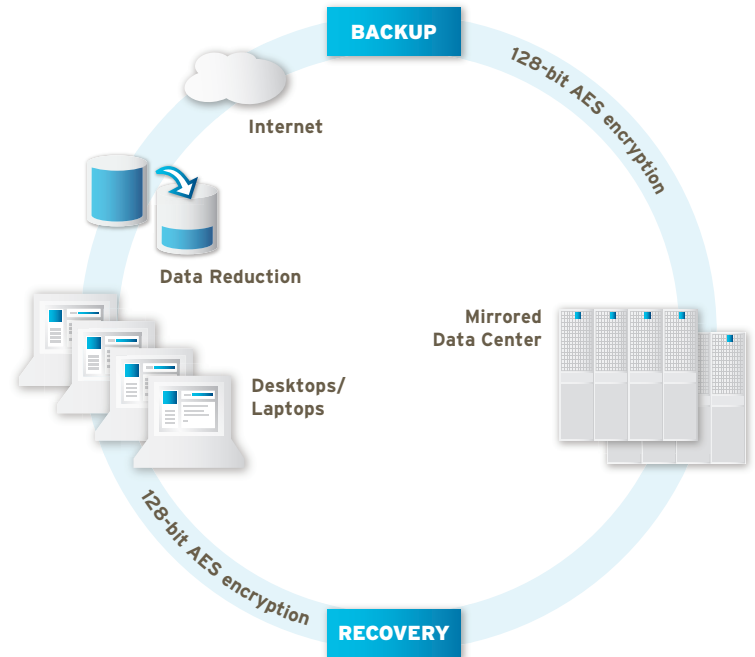 BACKUP
128-bit AES encryption
Internet
Data Reduction
Mirrored
Data Center
Desktops/
Laptops
128-bit AES encryption
RECOVERY